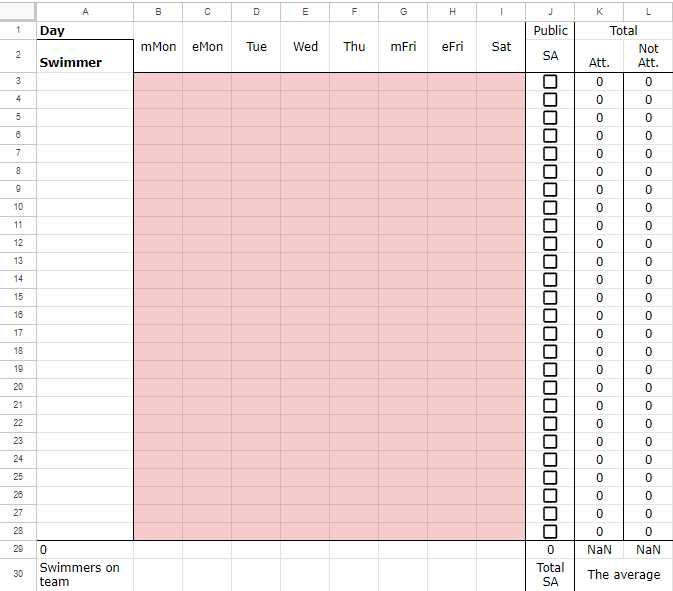 A B C D E F G H I J K L
1 Day mMon eMon Tue Wed Thu mFri eFri Sat Public Total
2 Swimmer SA Att. Not Att.
3 0 0
4 0 0
5 0 0
6 0 0
7 0 0
8 0 0
9 0 0
10 0 0
11 0 0
12 0 0
13 0 0
14 0 0
15 0 0
16 0 0
17 0 0
18 0 0
19 0 0
20 0 0
21 0 0
22 0 0
23 0 0
24 0 0
25 0 0
26 0 0
27 0 0
28 0 0
29 0 0 NaN NaN
30 Swimmers on team Total SA The average